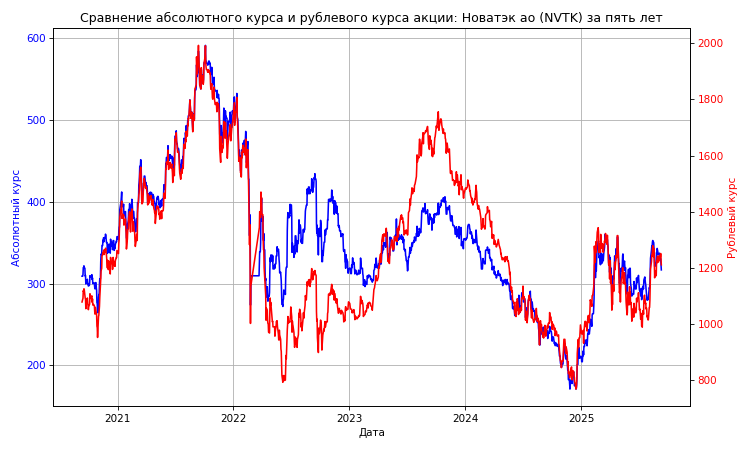 Сравнение абсолютного курса и рублевого курса акции: Новатэк ао (NVTK) за пять лет
600
500
400
300
200
Абсолютный курс
2000
1800
1600
1400
1200
1000
800
Рублевый курс
2021 2022 2023 2024 2025
Дата